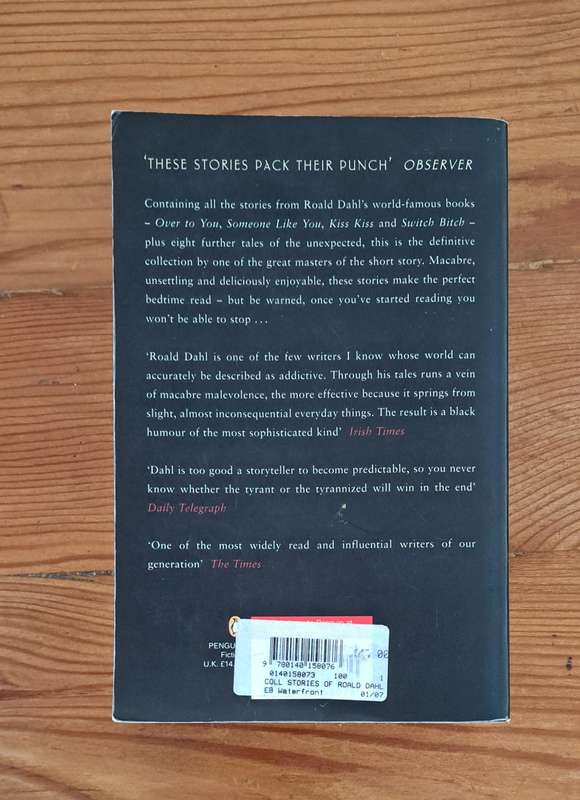 ‘THESE STORIES PACK THEIR PUNCH’ OBSERVER
Containing all the stories from Roald Dahl’s world-famous books
– Over to You, Someone Like You, Kiss Kiss and Switch Bitch –
plus eight further tales of the unexpected, this is the definitive
collection by one of the great masters of the short story. Macabre,
unsettling and deliciously enjoyable, these stories make the perfect
bedtime read – but be warned, once you’ve started reading you
won’t be able to stop . . .
‘Roald Dahl is one of the few writers I know whose world can
accurately be described as addictive. Through his tales runs a vein
of macabre malevolence, the more effective because it springs from
slight, almost inconsequential everyday things. The result is a black
humour of the most sophisticated kind’ Irish Times
‘Dahl is too good a storyteller to become predictable, so you never
know whether the tyrant or the tyrannized will win in the end’
Daily Telegraph
‘One of the most widely read and influential writers of our
generation’ The Times
PENGU
Fictio
U.K. £14.
9 780140 158076
0140158073 100 1
COLL STORIES OF ROALD DAHL
EB Waterfront 01/07